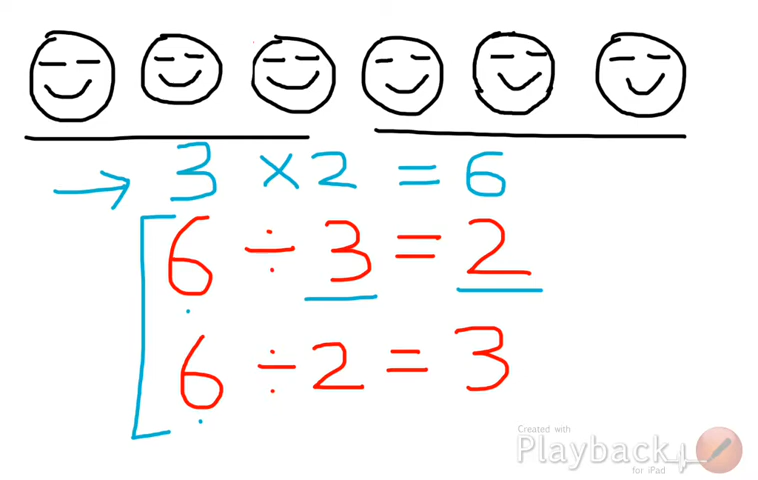 3 × 2 = 6
6 ÷ 3 = 2
6 ÷ 2 = 3
Created with
Playback
for iPad